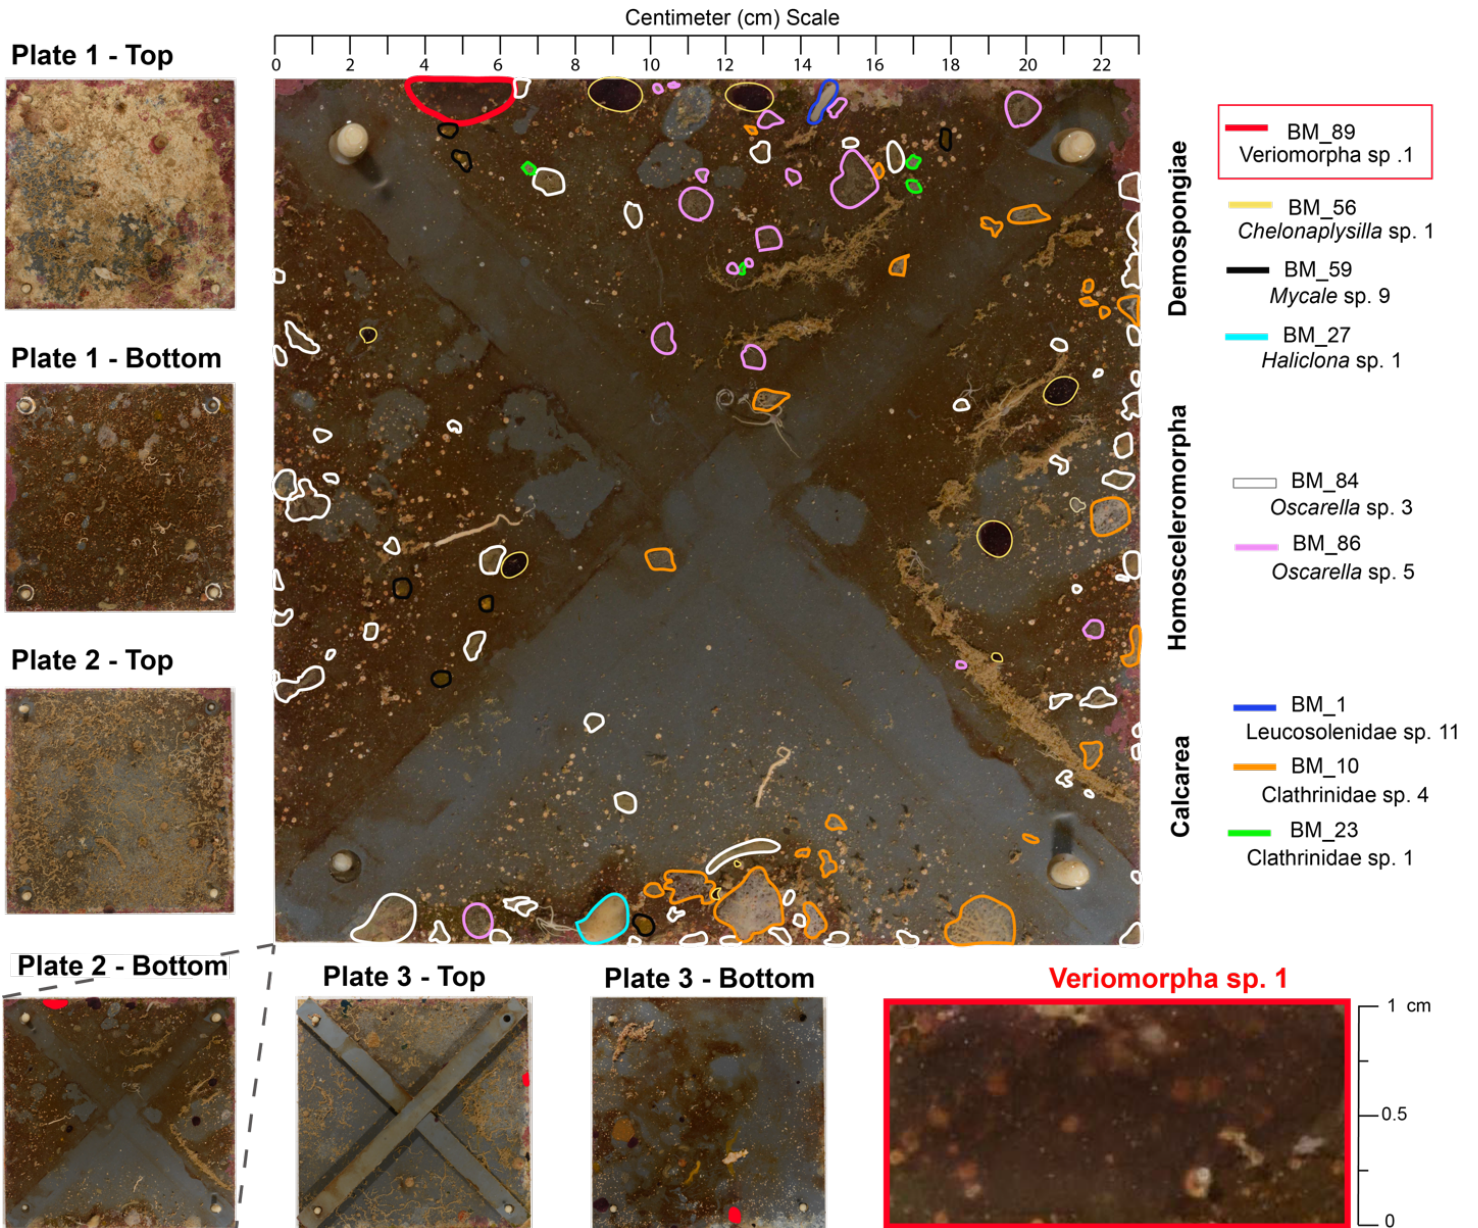 Centimeter (cm) Scale
0 2 4 6 8 10 12 14 16 18 20 22
Plate 1 - Top
Plate 1 - Bottom
Plate 2 - Top
Plate 2 - Bottom
Plate 3 - Top
Plate 3 - Bottom
Demospongiae
BM_89
Veriomorpha sp .1
BM_56
Chelonaplysilla sp. 1
BM_59
Mycale sp. 9
BM_27
Haliclona sp. 1
Homoscleromorpha
BM_84
Oscarella sp. 3
BM_86
Oscarella sp. 5
Calcarea
BM_1
Leucosolenidae sp. 11
BM_10
Clathrinidae sp. 4
BM_23
Clathrinidae sp. 1
Veriomorpha sp. 1
1 cm
0.5
0